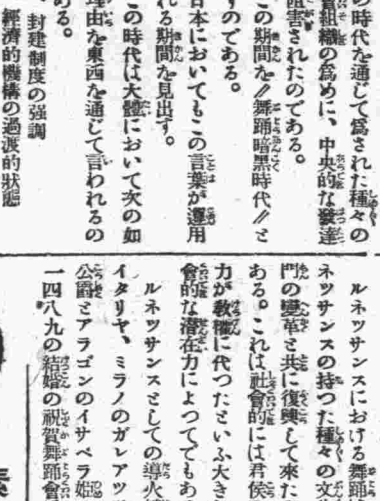 の時代を通じて爲された種々の
會組織の爲めに、中央的な發達
阻害されたのである。
この期間を〃舞踊暗黒時代〃と
すのである。
日本においてもこの言葉が運用
れる期間を見出す。
この時代は大體において次の如
理由を東西を通じて言われるの
ある。
封建制度の强調
經濟的機構の過渡的狀態
ルネツサンスにおける舞踊
ネツサンスの持つた種々の文
門の變革と共に復興して來た
ある。これは社會的には君侯
力が教權に代つたといふ大き
會的な潜在力によつてでもあ
ルネツサンスとしての導火
イタリヤ、ミラノのガレアツ
公爵とアラゴンのイサベラ姫
一四八九の結婚の祝賀舞踊會